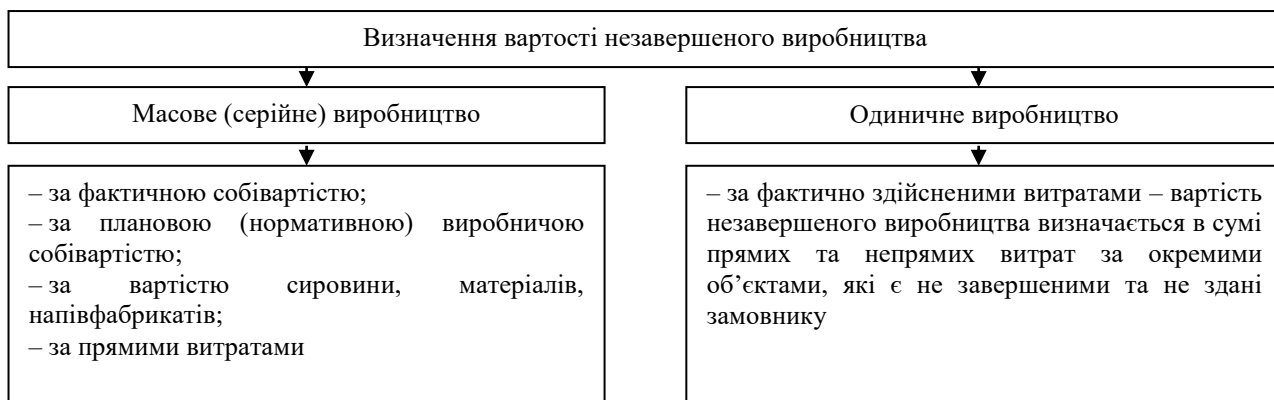 Визначення вартості незавершеного виробництва
Масове (серійне) виробництво
Одиничне виробництво
– за фактичною собівартістю;
– за плановою (нормативною) виробничою
собівартістю;
– за вартістю сировини, матеріалів,
напівфабрикатів;
– за прямими витратами
– за фактично здійсненими витратами – вартість
незавершеного виробництва визначається в сумі
прямих та непрямих витрат за окремими
об’єктами, які є не завершеними та не здані
замовнику